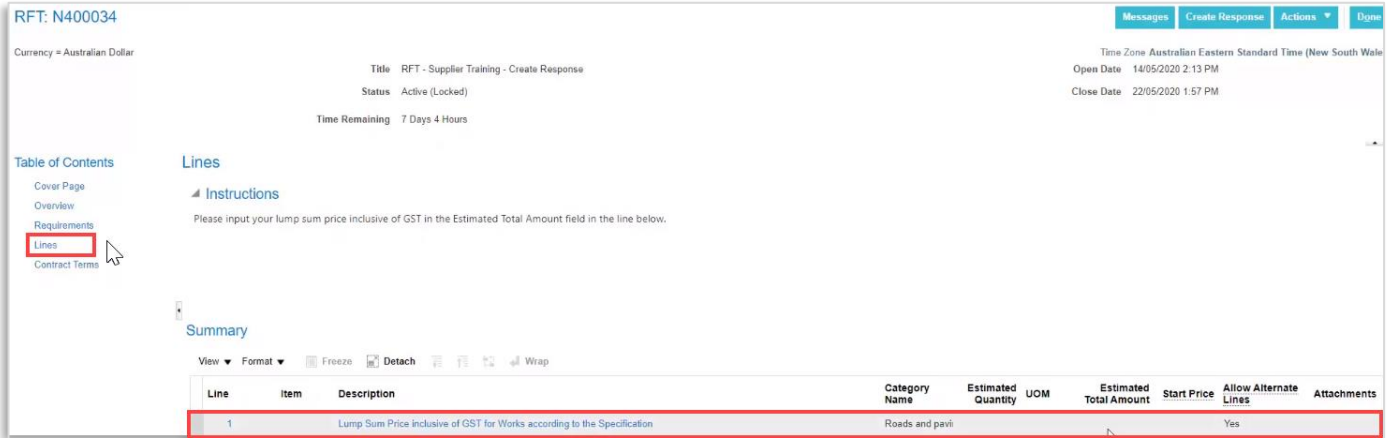 RFT: N400034
Messages Create Response Actions Done
Currency = Australian Dollar
Time Zone Australian Eastern Standard Time (New South Wale
Title RFT - Supplier Training - Create Response
Open Date 14/05/2020 2:13 PM
Status Active (Locked)
Close Date 22/05/2020 1:57 PM
Time Remaining 7 Days 4 Hours
Table of Contents
Cover Page
Overview
Requirements
Lines
Contract Terms
Lines
Instructions
Please input your lump sum price inclusive of GST in the Estimated Total Amount field in the line below.
Summary
View Format Freeze Detach Wrap
Line Item Description Category Name Estimated Quantity UOM Estimated Total Amount Start Price Allow Alternate Lines Attachments
1 Lump Sum Price inclusive of GST for Works according to the Specification Roads and pavi Yes